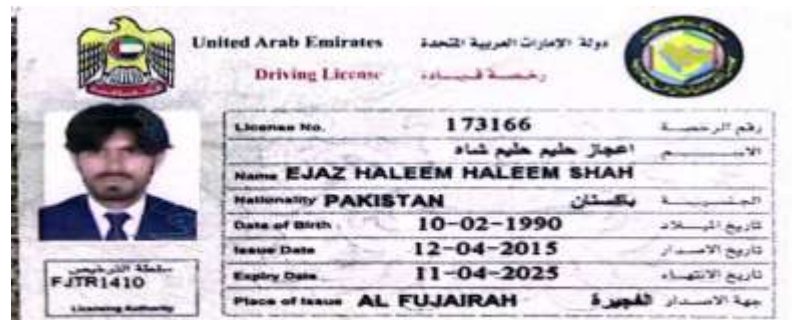 United Arab Emirates دولة الإمارات العربية المتحدة
Driving License رخصة قيادة
License No. 173166 رقم الرخصة
اعجاز حليم حليم شاه الاسم
Name EJAZ HALEEM HALEEM SHAH
Nationality PAKISTAN باكستان الجنسية
Date of Birth 10-02-1990 تاريخ الميلاد
Issue Date 12-04-2015 تاريخ الاصدار
Expiry Date 11-04-2025 تاريخ الانتهاء
Place of Issue AL FUJAIRAH الفجيرة جهة الاصدار
سلطة الترخيص
FJTR1410
Licensing Authority